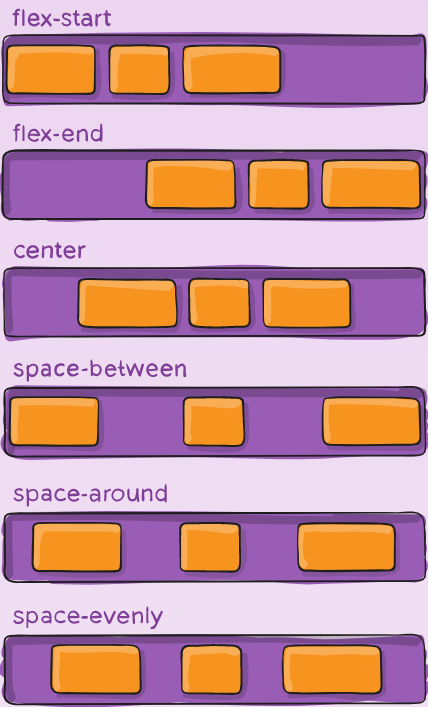 flex-start
flex-end
center
space-between
space-around
space-evenly